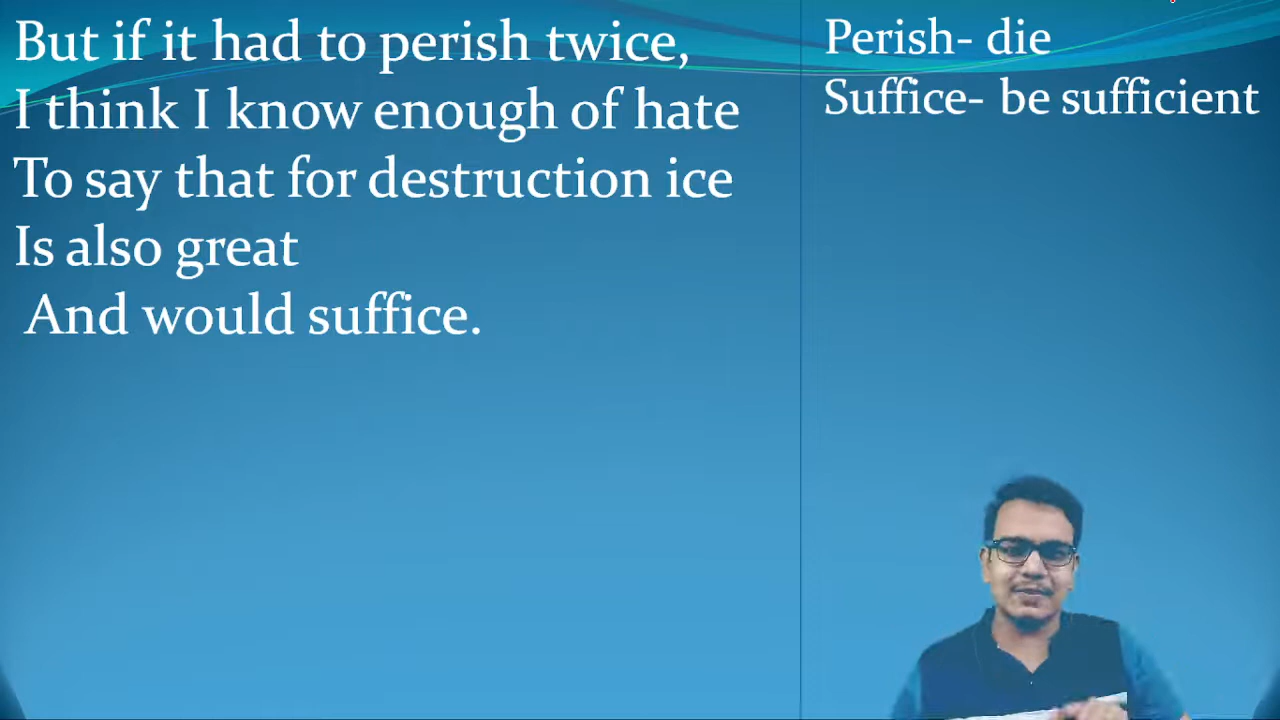 But if it had to perish twice,
I think I know enough of hate
To say that for destruction ice
Is also great
And would suffice.
Perish- die
Suffice- be sufficient